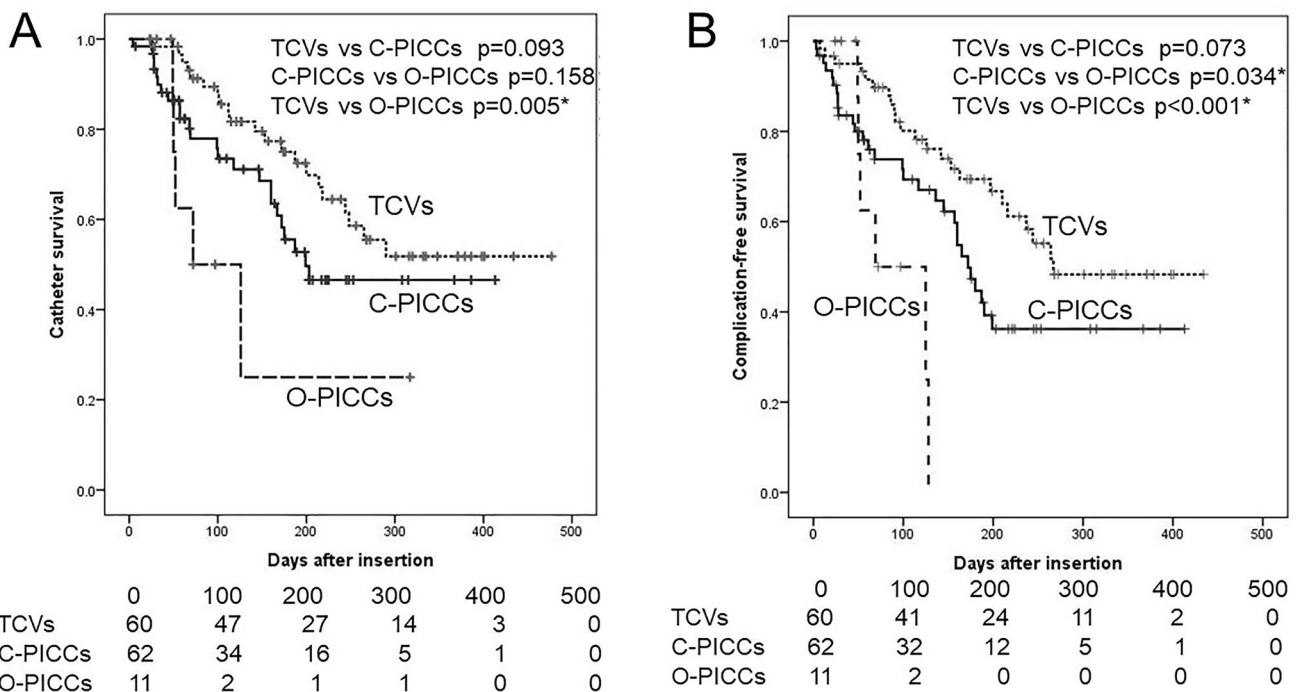 A
TCVs vs C-PICCs p=0.093
C-PICCs vs O-PICCs p=0.158
TCVs vs O-PICCs p=0.005*
Catheter survival
1.0
0.8
0.6
0.4
0.2
0.0
TCVs
C-PICCs
O-PICCs
0 100 200 300 400 500
Days after insertion
0 100 200 300 400 500
TCVs 60 47 27 14 3 0
C-PICCs 62 34 16 5 1 0
O-PICCs 11 2 1 1 0 0
B
TCVs vs C-PICCs p=0.073
C-PICCs vs O-PICCs p=0.034*
TCVs vs O-PICCs p<0.001*
Complication-free survival
1.0
0.8
0.6
0.4
0.2
0.0
TCVs
O-PICCs
C-PICCs
0 100 200 300 400 500
Days after insertion
0 100 200 300 400 500
TCVs 60 41 24 11 2 0
C-PICCs 62 32 12 5 1 0
O-PICCs 11 2 0 0 0 0